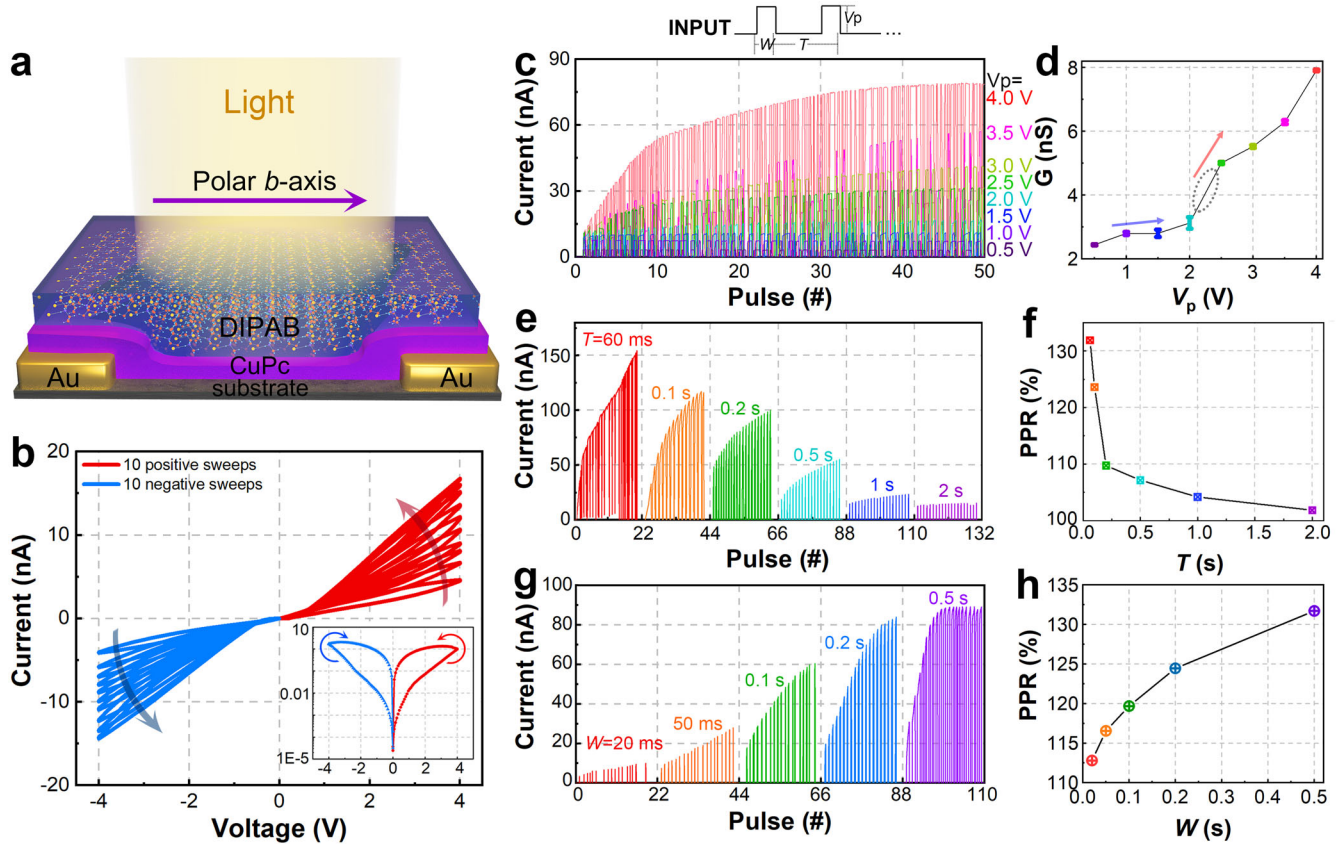 INPUT
W
T
Vp
...
a
Light
Polar b-axis
DIPAB
CuPc
Au
substrate
Au
b
20
10
0
-10
-20
-4
-2
0
2
4
Current (nA)
Voltage (V)
10 positive sweeps
10 negative sweeps
10
0.01
1E-5
-4
-2
0
2
4
c
90
60
30
0
0
10
20
30
40
50
Current (nA)
Pulse (#)
Vp=
4.0 V
3.5 V
3.0 V
2.5 V
2.0 V
1.5 V
1.0 V
0.5 V
d
8
6
4
2
1
2
3
4
G (nS)
Vp (V)
e
150
100
50
0
0
22
44
66
88
110
132
Current (nA)
Pulse (#)
T=60 ms
0.1 s
0.2 s
0.5 s
1 s
2 s
f
130
120
110
100
0.0
0.5
1.0
1.5
2.0
PPR (%)
T (s)
g
100
80
60
40
20
0
0
22
44
66
88
110
Current (nA)
Pulse (#)
W=20 ms
50 ms
0.1 s
0.2 s
0.5 s
h
135
130
125
120
115
110
0.0
0.1
0.2
0.3
0.4
0.5
PPR (%)
W (s)